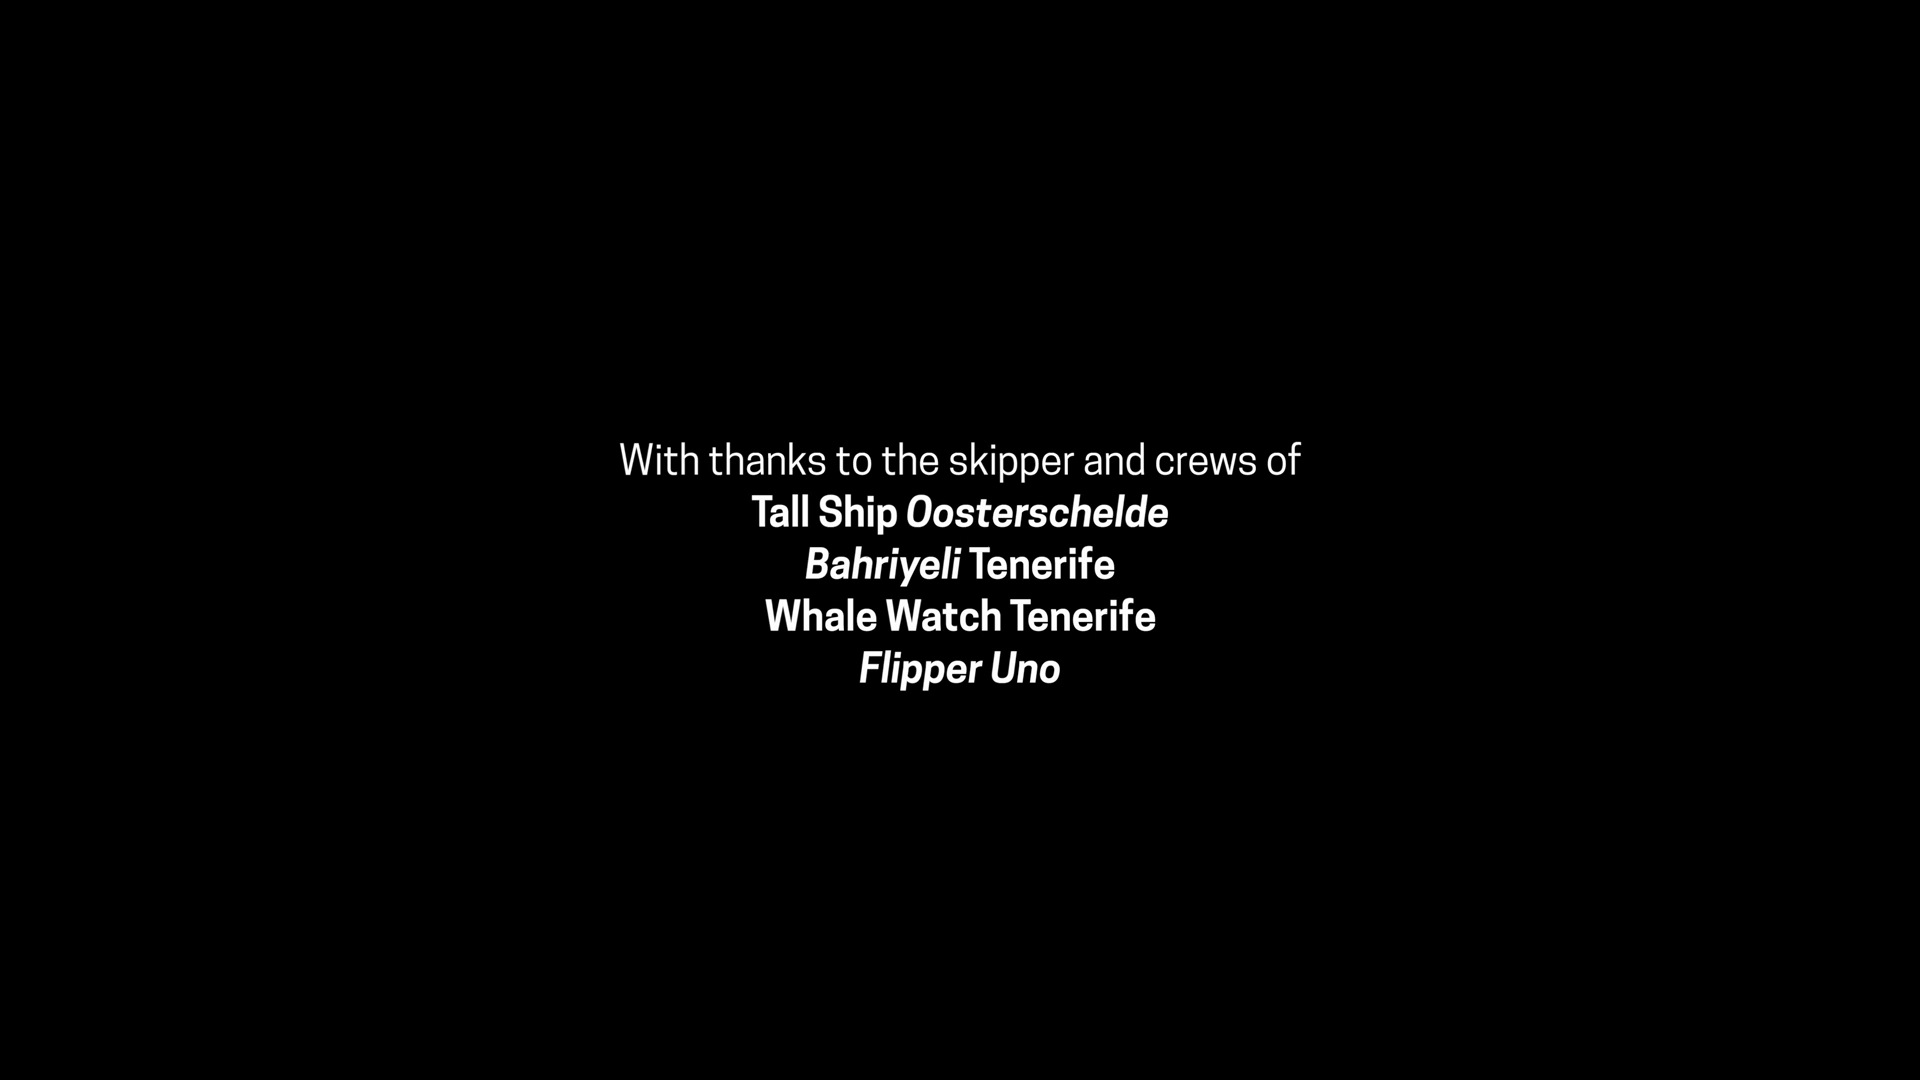 With thanks to the skipper and crews of
Tall Ship Oosterschelde
Bahriyeli Tenerife
Whale Watch Tenerife
Flipper Uno